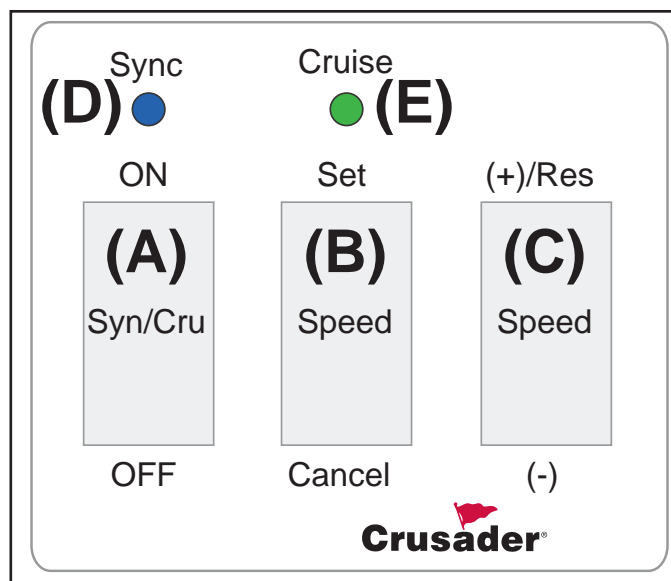 Sync Cruise
(D) (E)
ON Set (+)/Res
(A) (B) (C)
Syn/Cru Speed Speed
OFF Cancel (-)
Crusader®